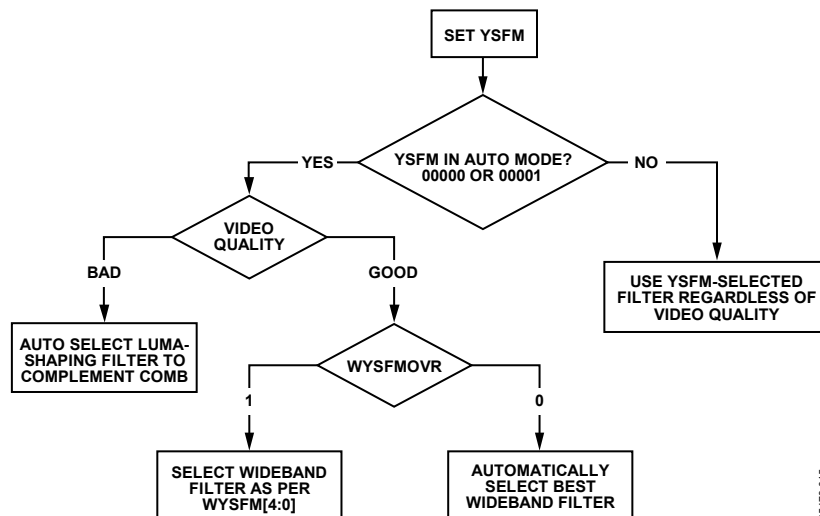 SET YSFM
YSFM IN AUTO MODE?
00000 OR 00001
YES
NO
VIDEO
QUALITY
BAD
GOOD
USE YSFM-SELECTED
FILTER REGARDLESS OF
VIDEO QUALITY
AUTO SELECT LUMA-
SHAPING FILTER TO
COMPLEMENT COMB
WYSFMOVR
1
0
SELECT WIDEBAND
FILTER AS PER
WYSFM[4:0]
AUTOMATICALLY
SELECT BEST
WIDEBAND FILTER